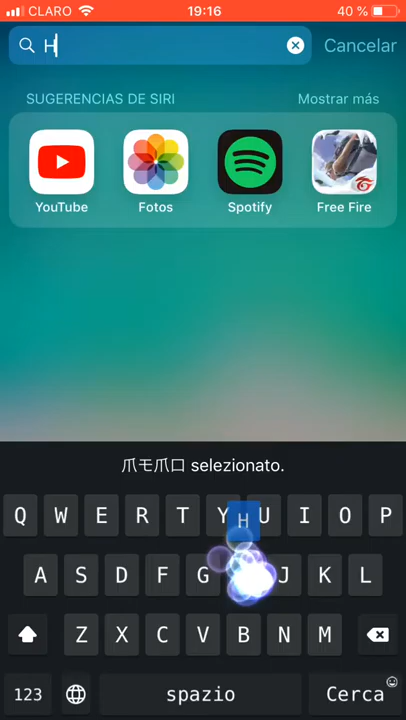 CLARO 19:16 40 %
H Cancelar
SUGERENCIAS DE SIRI Mostrar más
YouTube Fotos Spotify Free Fire
爪モ爪口 selezionato.
Q W E R T Y H U I O P
A S D F G J K L
Z X C V B N M
123 spazio Cerca